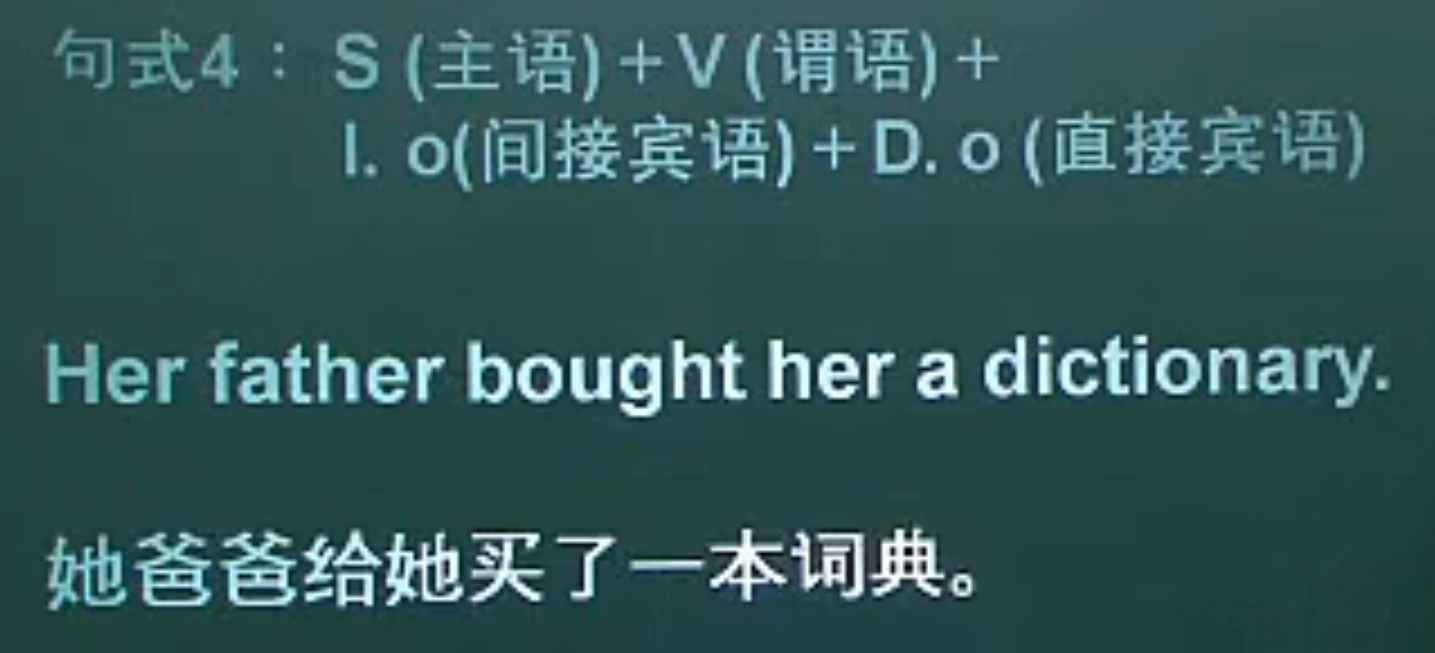 句式4：S (主语)＋V (谓语)＋
I. o(间接宾语)＋D. o (直接宾语)
Her father bought her a dictionary.
她爸爸给她买了一本词典。